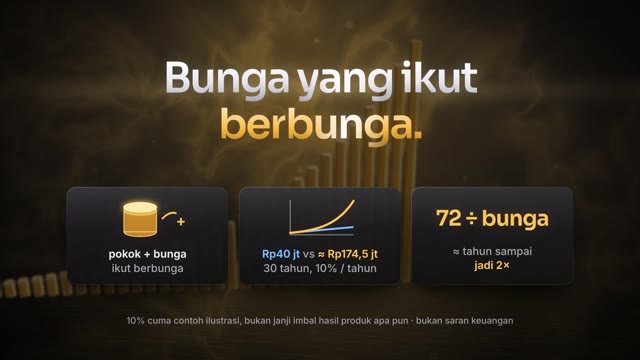 Bunga yang ikut
berbunga.
+
pokok + bunga
ikut berbunga
Rp40 jt vs ≈ Rp174,5 jt
30 tahun, 10% / tahun
72 ÷ bunga
≈ tahun sampai
jadi 2×
10% cuma contoh ilustrasi, bukan janji imbal hasil produk apa pun · bukan saran keuangan